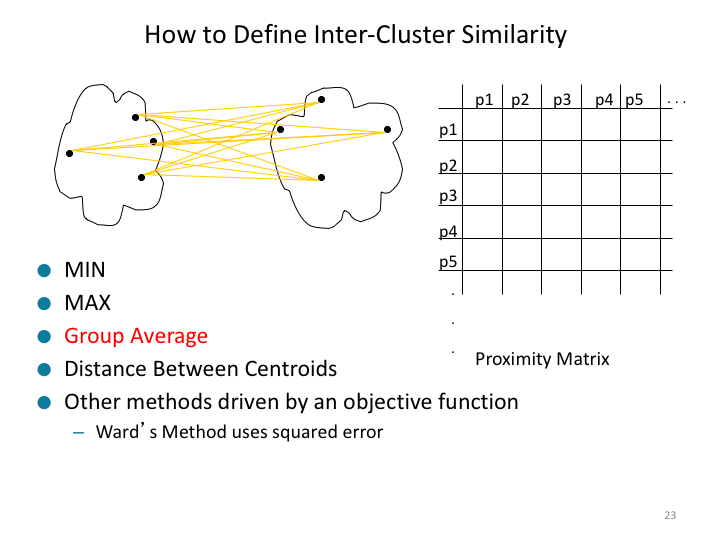 How to Define Inter-Cluster Similarity
p1 p2 p3 p4 p5 . . .
p1
p2
p3
p4
p5
.
.
.
Proximity Matrix
MIN
MAX
Group Average
Distance Between Centroids
Other methods driven by an objective function
– Ward’s Method uses squared error
23